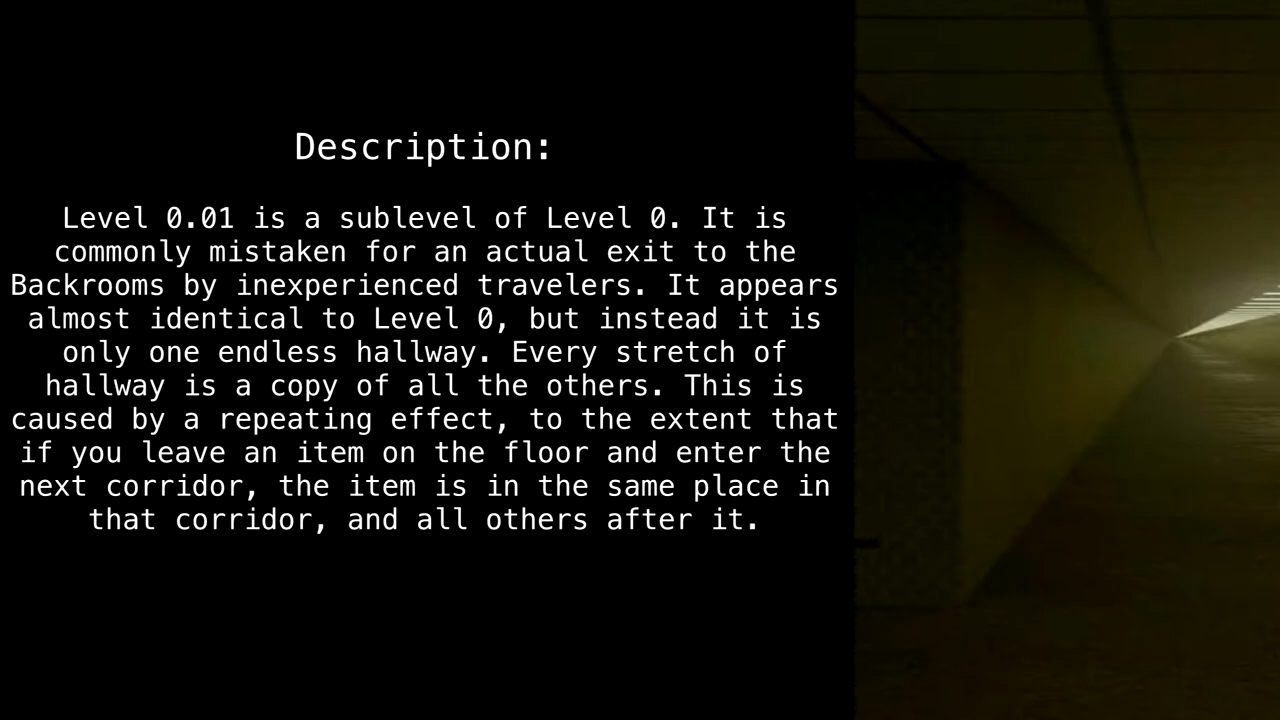 Description:
Level 0.01 is a sublevel of Level 0. It is
commonly mistaken for an actual exit to the
Backrooms by inexperienced travelers. It appears
almost identical to Level 0, but instead it is
only one endless hallway. Every stretch of
hallway is a copy of all the others. This is
caused by a repeating effect, to the extent that
if you leave an item on the floor and enter the
next corridor, the item is in the same place in
that corridor, and all others after it.